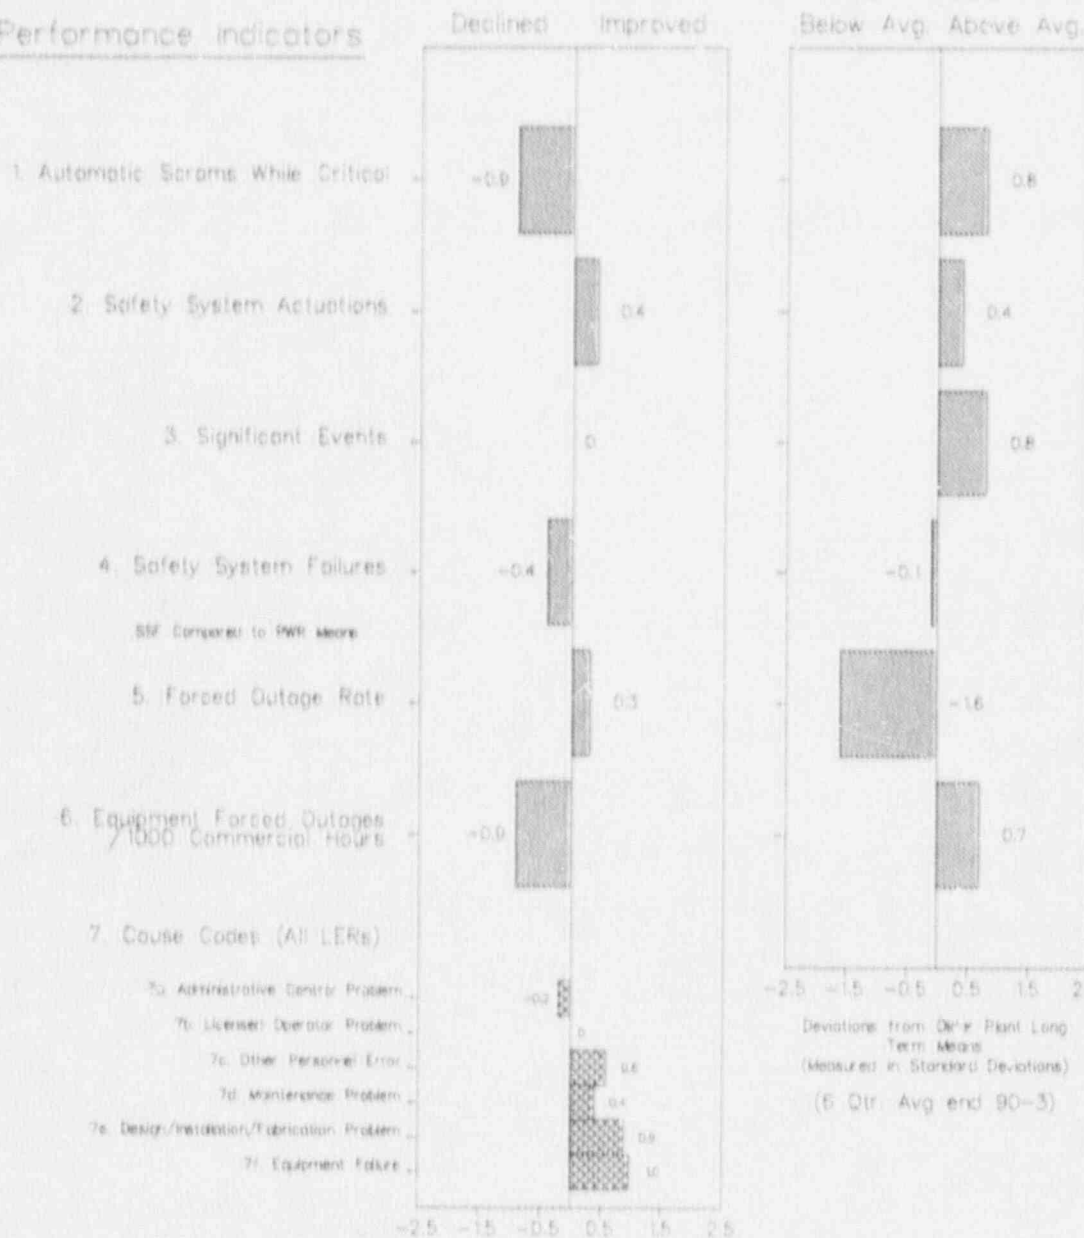 Performance Indicators
Declined Improved
Below Avg. Above Avg.
1. Automatic Scrams While Critical
-0.9
0.8
2. Safety System Actuations
0.4
0.4
3. Significant Events
0
0.8
4. Safety System Failures
-0.4
-0.1
SSF Compared to PWR Means
5. Forced Outage Rate
0.3
-1.6
6. Equipment Forced Outages
/1000 Commercial Hours
-0.9
0.7
7. Cause Codes (All LERs)
7a. Administrative Control Problem
-0.2
7b. Licensed Operator Problem
0
7c. Other Personnel Error
0.6
7d. Maintenance Problem
0.4
7e. Design/Installation/Fabrication Problem
0.9
7f. Equipment Failure
1.0
-2.5 -1.5 -0.5 0.5 1.5 2.5
-2.5 -1.5 -0.5 0.5 1.5 2
Deviations from Plant Long
Term Means
(Measured in Standard Deviations)
(6 Qtr. Avg end 90-3)